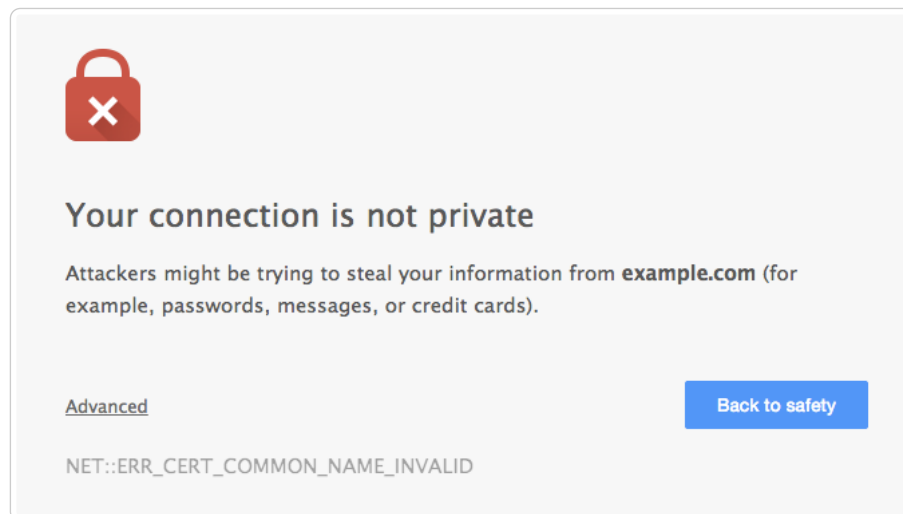 Your connection is not private
Attackers might be trying to steal your information from example.com (for
example, passwords, messages, or credit cards).
Advanced
Back to safety
NET::ERR_CERT_COMMON_NAME_INVALID